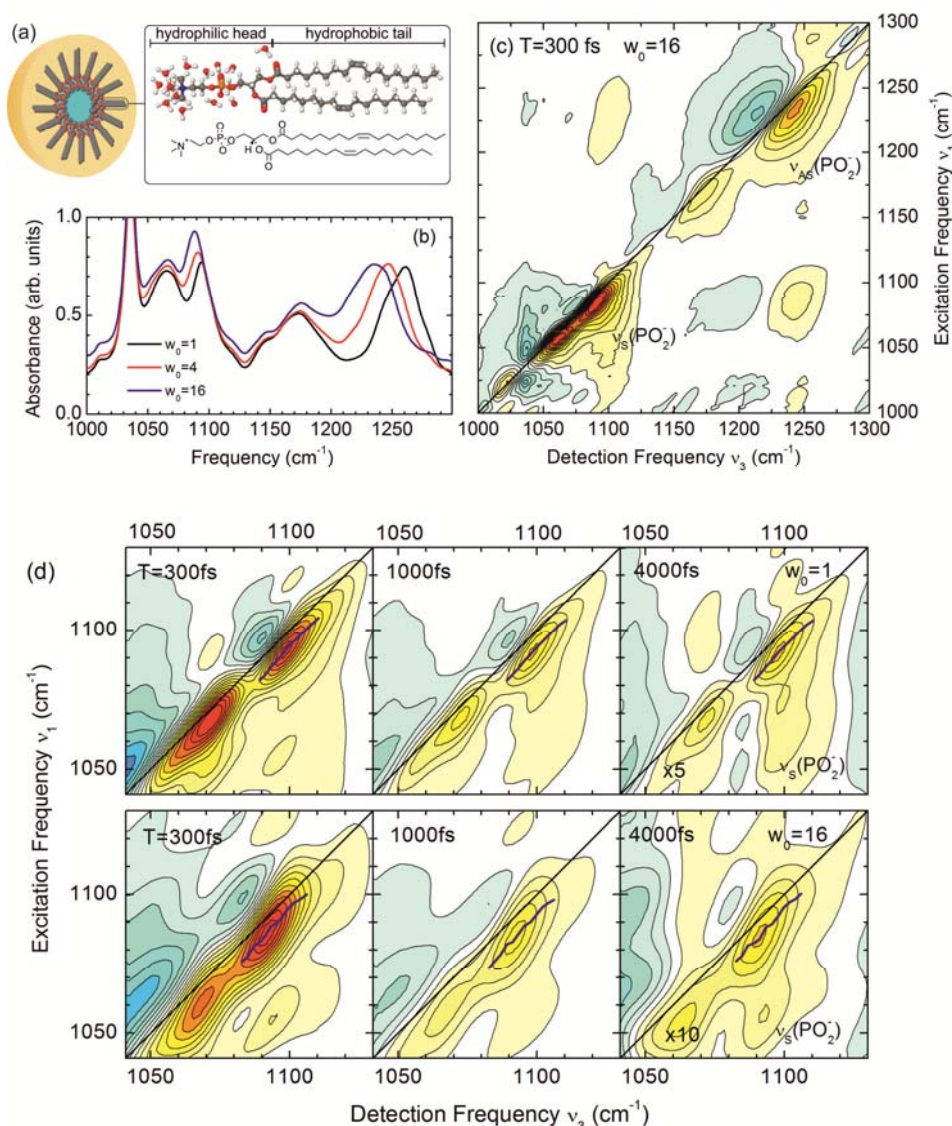 (a)
hydrophilic head hydrophobic tail
N+
O
P
O-
O
O
H
O
O
O
(b)
Absorbance (arb. units)
1.0
0.5
0.0
w0=1
w0=4
w0=16
1000 1050 1100 1150 1200 1250
Frequency (cm-1)
(c) T=300 fs w0=16
νAS(PO2-)
νS(PO2-)
1300
1250
1200
1150
1100
1050
1000
Excitation Frequency ν1 (cm-1)
1000 1050 1100 1150 1200 1250 1300
Detection Frequency ν3 (cm-1)
(d)
1050 1100 1050 1100 1050 1100
T=300fs 1000fs 4000fs w0=1
1100
1050
x5 νS(PO2-)
T=300fs 1000fs 4000fs w0=16
1100
1050
x10 νS(PO2-)
1050 1100 1050 1100 1050 1100
Excitation Frequency ν1 (cm-1)
Detection Frequency ν3 (cm-1)